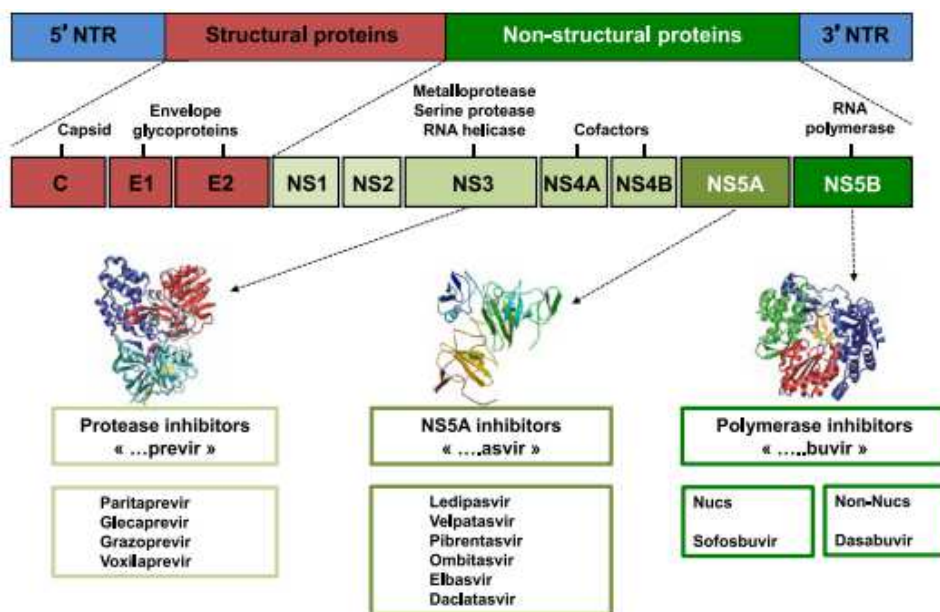 5' NTR
Structural proteins
Non-structural proteins
3' NTR
Capsid
Envelope
glycoproteins
Metalloprotease
Serine protease
RNA helicase
Cofactors
RNA
polymerase
C
E1
E2
NS1
NS2
NS3
NS4A
NS4B
NS5A
NS5B
Protease inhibitors
« ...previr »
NS5A inhibitors
« ....asvir »
Polymerase inhibitors
« .....buvir »
Paritaprevir
Glecaprevir
Grazoprevir
Voxilaprevir
Ledipasvir
Velpatasvir
Pibrentasvir
Ombitasvir
Elbasvir
Daclatasvir
Nucs
Sofosbuvir
Non-Nucs
Dasabuvir